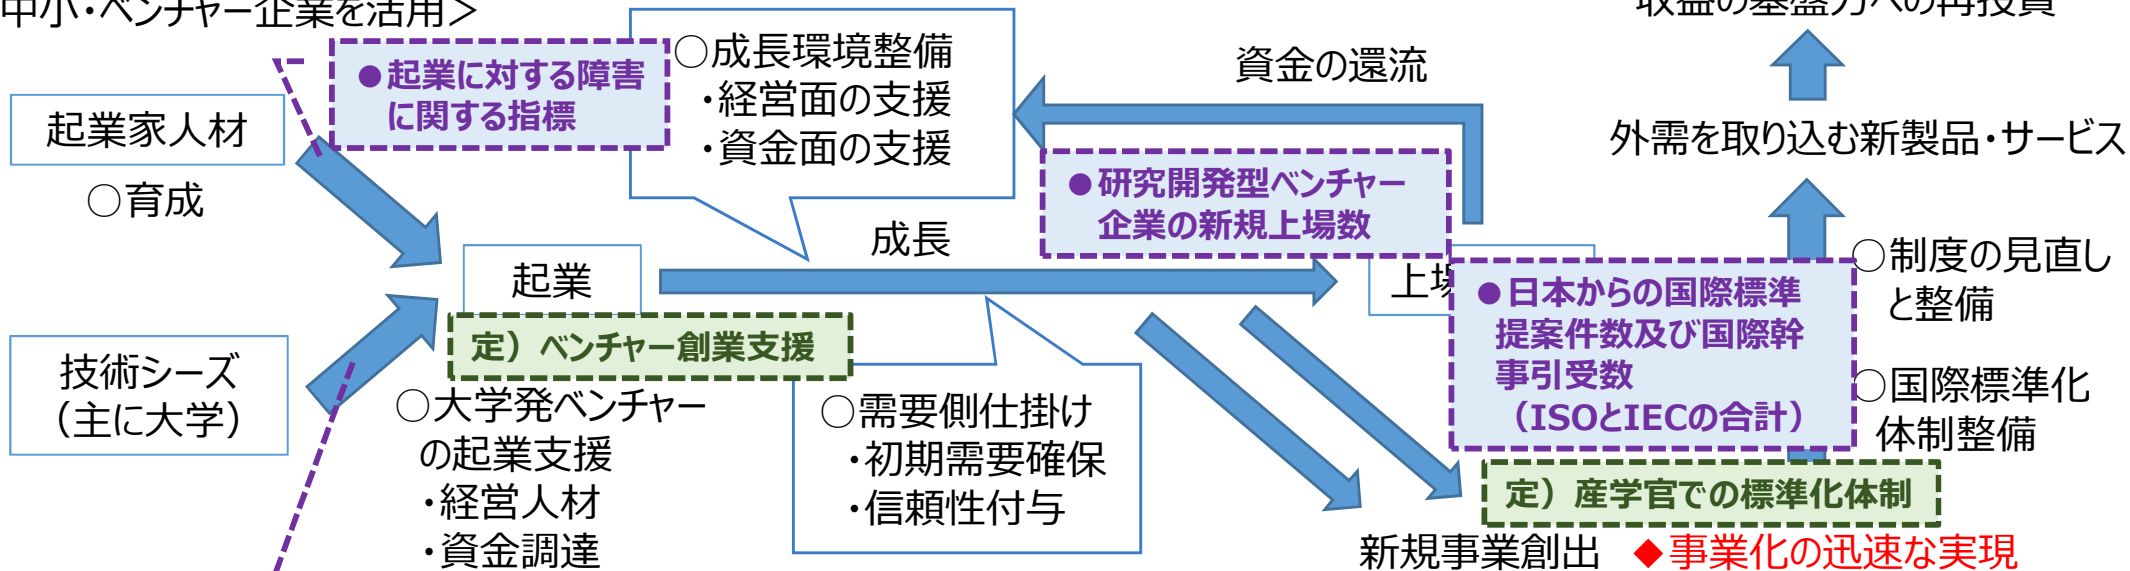 中小・ベンチャー企業を活用＞
収益の基盤力への再投資
●起業に対する障害
に関する指標
○成長環境整備
・経営面の支援
・資金面の支援
資金の還流
起業家人材
○育成
外需を取り込む新製品・サービス
●研究開発型ベンチャー
企業の新規上場数
成長
起業
上場
●日本からの国際標準
提案件数及び国際幹
事引受数
（ISOとIECの合計）
○制度の見直し
と整備
定）ベンチャー創業支援
技術シーズ
（主に大学）
○大学発ベンチャー
の起業支援
・経営人材
・資金調達
○需要側仕掛け
・初期需要確保
・信頼性付与
○国際標準化
体制整備
定）産学官での標準化体制
新規事業創出 ◆事業化の迅速な実現